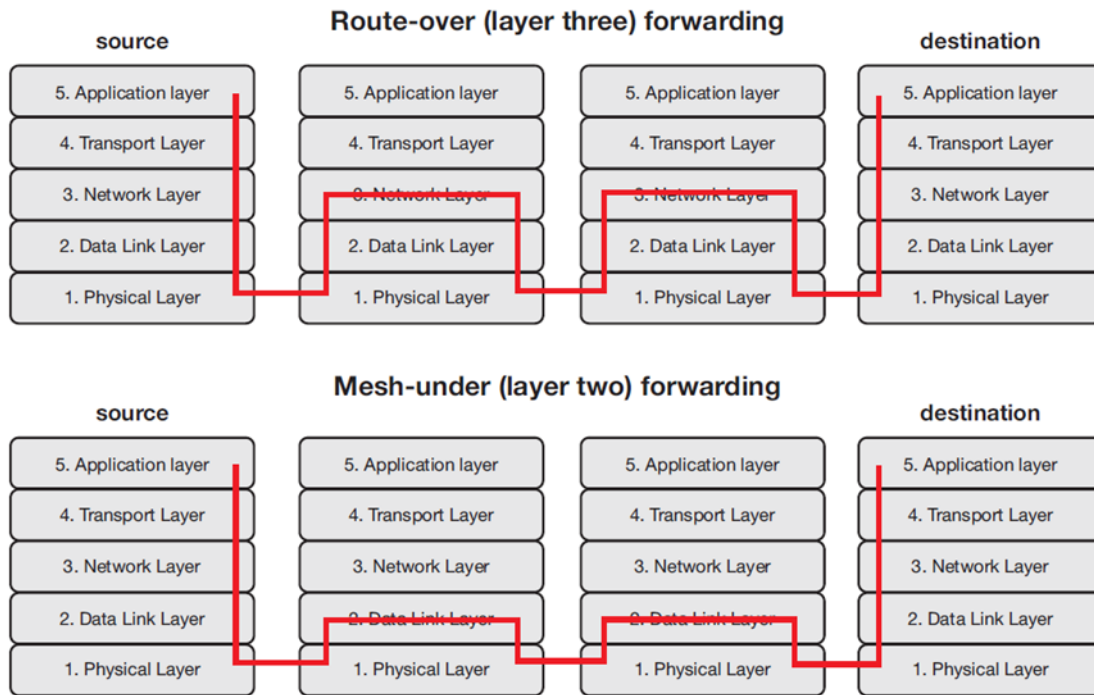 Route-over (layer three) forwarding
source
destination
5. Application layer
5. Application layer
5. Application layer
5. Application layer
4. Transport Layer
4. Transport Layer
4. Transport Layer
4. Transport Layer
3. Network Layer
3. Network Layer
3. Network Layer
3. Network Layer
2. Data Link Layer
2. Data Link Layer
2. Data Link Layer
2. Data Link Layer
1. Physical Layer
1. Physical Layer
1. Physical Layer
1. Physical Layer
Mesh-under (layer two) forwarding
source
destination
5. Application layer
5. Application layer
5. Application layer
5. Application layer
4. Transport Layer
4. Transport Layer
4. Transport Layer
4. Transport Layer
3. Network Layer
3. Network Layer
3. Network Layer
3. Network Layer
2. Data Link Layer
2. Data Link Layer
2. Data Link Layer
2. Data Link Layer
1. Physical Layer
1. Physical Layer
1. Physical Layer
1. Physical Layer